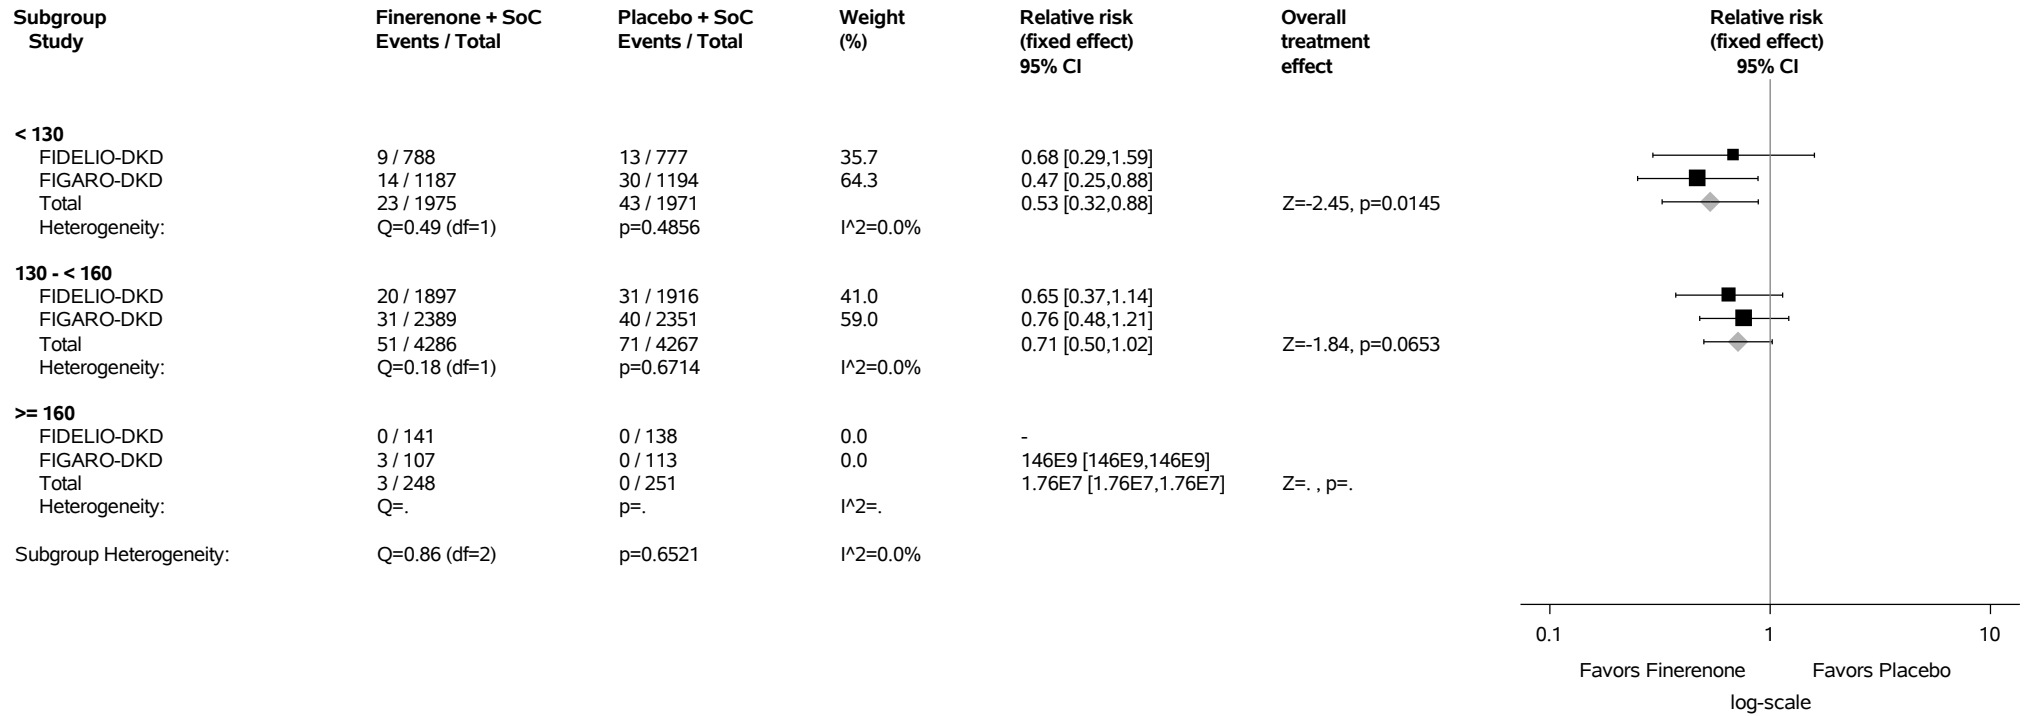 Subgroup Finerenone + SoC Placebo + SoC Weight Relative risk Overall Relative risk
Study Events / Total Events / Total (%) (fixed effect) treatment (fixed effect)
95% CI effect 95% CI
< 130
FIDELIO-DKD 9 / 788 13 / 777 35.7 0.68 [0.29,1.59]
FIGARO-DKD 14 / 1187 30 / 1194 64.3 0.47 [0.25,0.88]
Total 23 / 1975 43 / 1971 0.53 [0.32,0.88] Z=-2.45, p=0.0145
Heterogeneity: Q=0.49 (df=1) p=0.4856 I^2=0.0%
130 - < 160
FIDELIO-DKD 20 / 1897 31 / 1916 41.0 0.65 [0.37,1.14]
FIGARO-DKD 31 / 2389 40 / 2351 59.0 0.76 [0.48,1.21]
Total 51 / 4286 71 / 4267 0.71 [0.50,1.02] Z=-1.84, p=0.0653
Heterogeneity: Q=0.18 (df=1) p=0.6714 I^2=0.0%
>= 160
FIDELIO-DKD 0 / 141 0 / 138 0.0 -
FIGARO-DKD 3 / 107 0 / 113 0.0 146E9 [146E9,146E9]
Total 3 / 248 0 / 251 1.76E7 [1.76E7,1.76E7] Z=. , p=.
Heterogeneity: Q=. p=. I^2=.
Subgroup Heterogeneity: Q=0.86 (df=2) p=0.6521 I^2=0.0%
0.1 1 10
Favors Finerenone Favors Placebo
log-scale